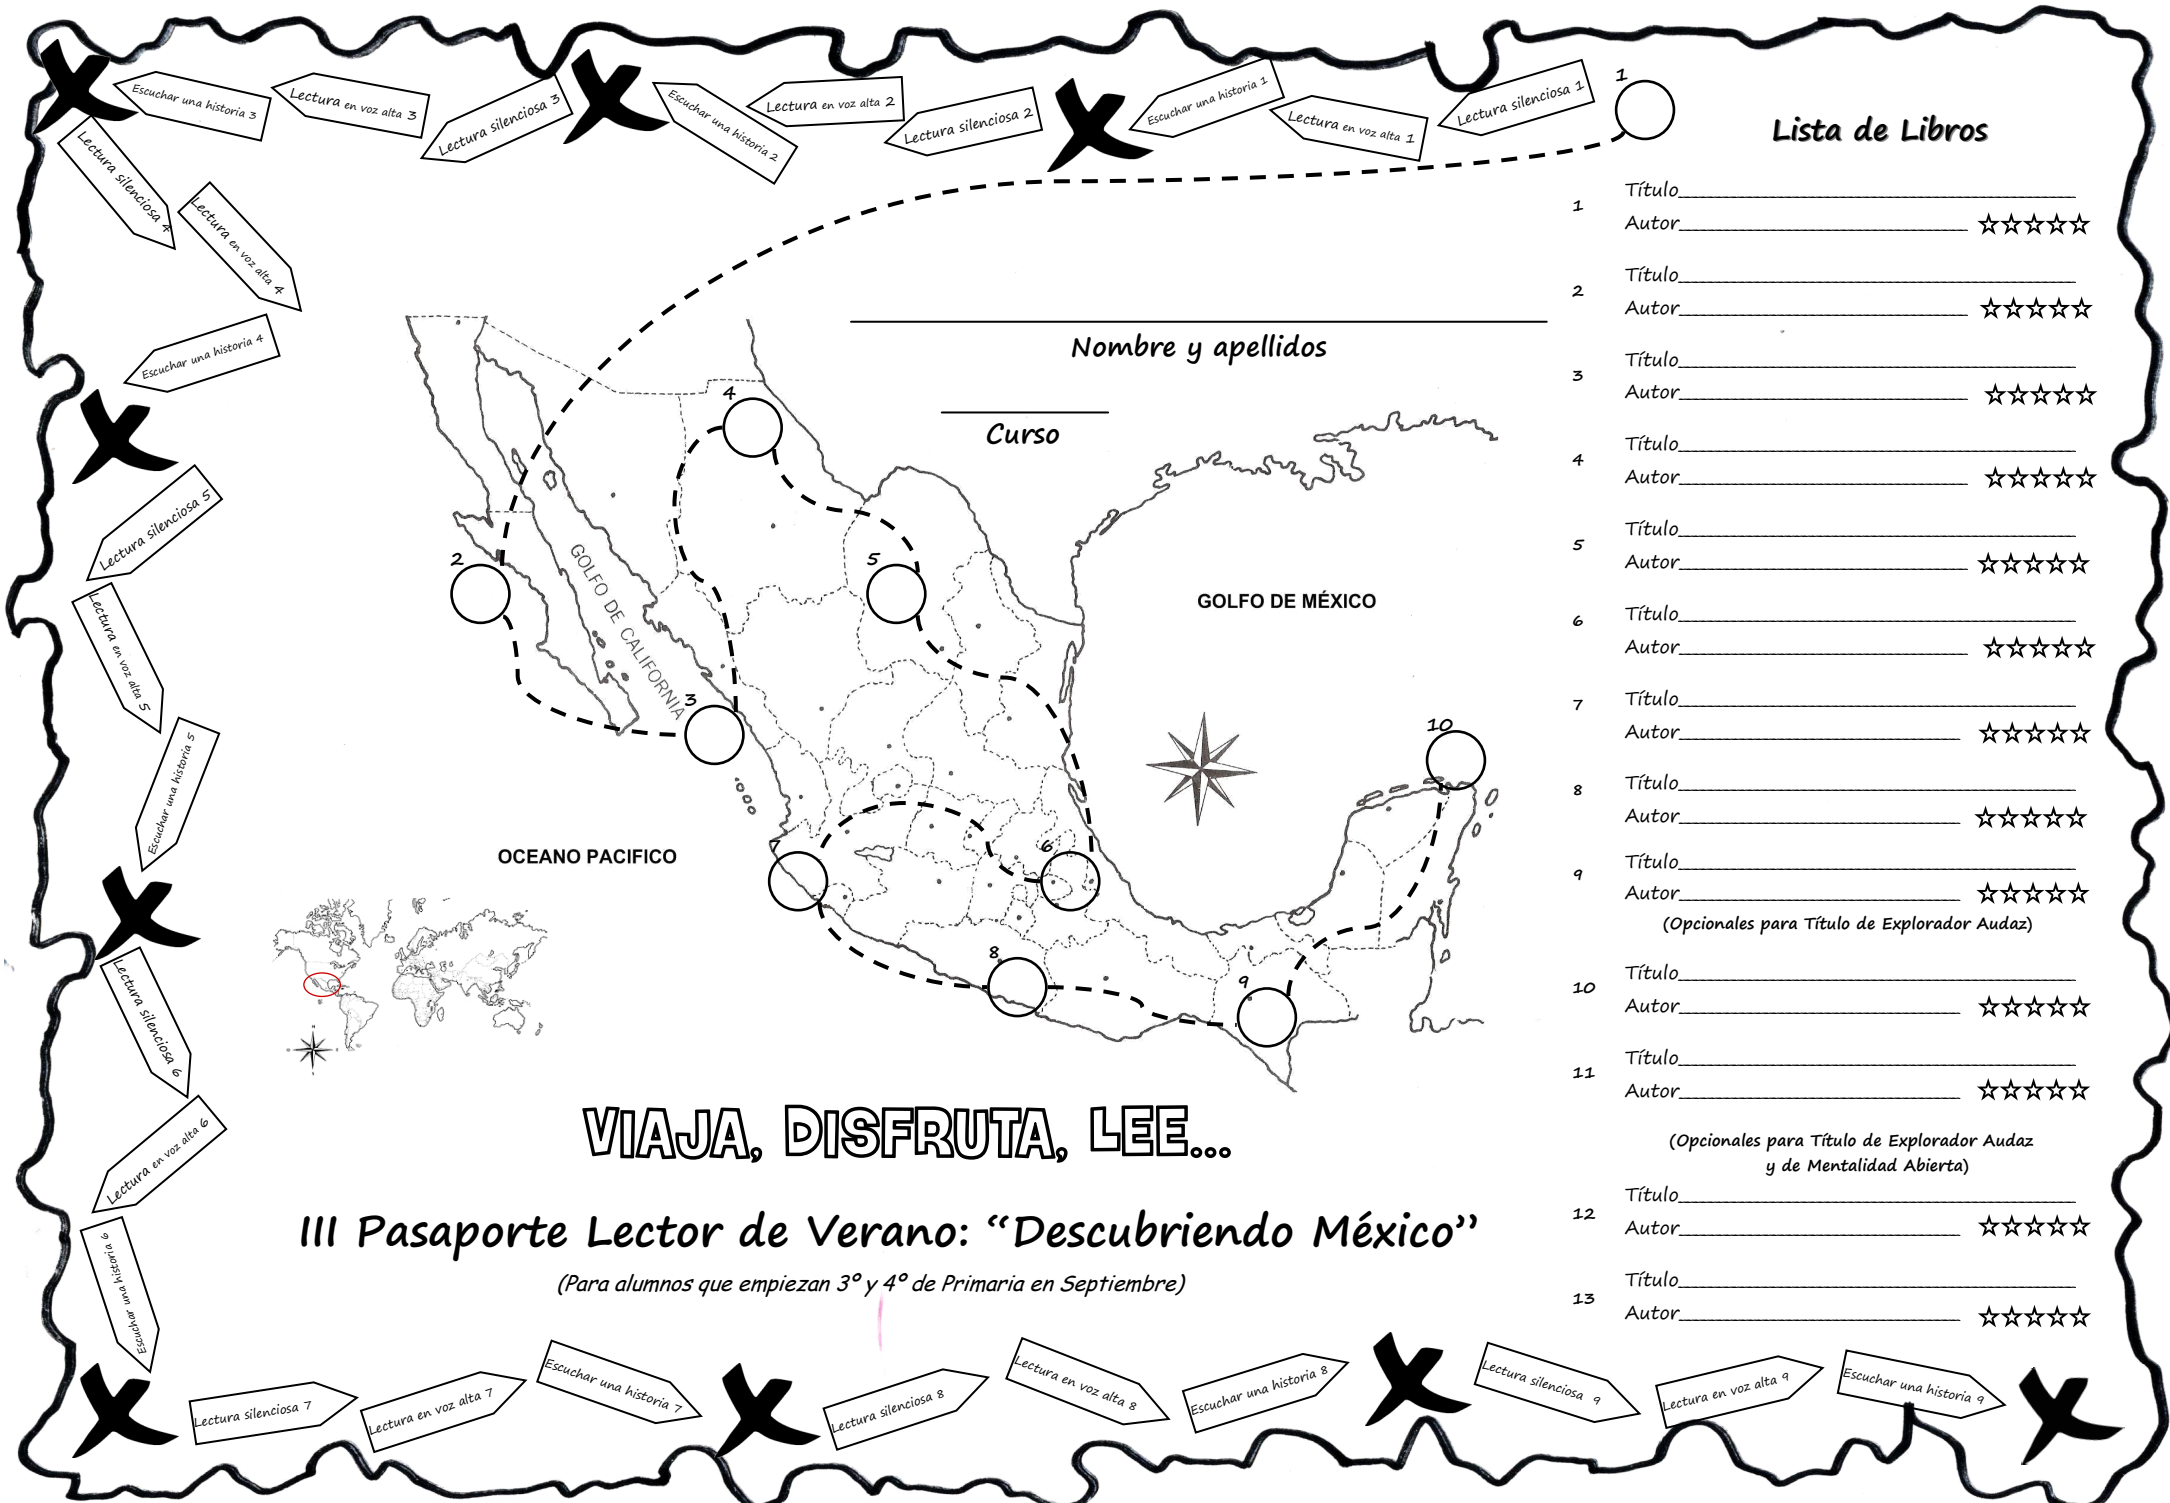 Escuchar una historia 3
Lectura en voz alta 3
Lectura silenciosa 3
Escuchar una historia 2
Lectura en voz alta 2
Lectura silenciosa 2
Escuchar una historia 1
Lectura en voz alta 1
Lectura silenciosa 1
Lectura silenciosa 4
Lectura en voz alta 4
Escuchar una historia 4
Lectura silenciosa 5
Lectura en voz alta 5
Escuchar una historia 5
Lectura silenciosa 6
Lectura en voz alta 6
Escuchar una historia 6
Lectura silenciosa 7
Lectura en voz alta 7
Escuchar una historia 7
Lectura silenciosa 8
Lectura en voz alta 8
Escuchar una historia 8
Lectura silenciosa 9
Lectura en voz alta 9
Escuchar una historia 9
Nombre y apellidos
Curso
1
2
3
4
5
6
7
8
9
10
GOLFO DE CALIFORNIA
GOLFO DE MÉXICO
OCEANO PACIFICO
VIAJA, DISFRUTA, LEE...
III Pasaporte Lector de Verano: “Descubriendo México”
(Para alumnos que empiezan 3º y 4º de Primaria en Septiembre)
Lista de Libros
1
Título
Autor
2
Título
Autor
3
Título
Autor
4
Título
Autor
5
Título
Autor
6
Título
Autor
7
Título
Autor
8
Título
Autor
9
Título
Autor
(Opcionales para Título de Explorador Audaz)
10
Título
Autor
11
Título
Autor
(Opcionales para Título de Explorador Audaz
y de Mentalidad Abierta)
12
Título
Autor
13
Título
Autor